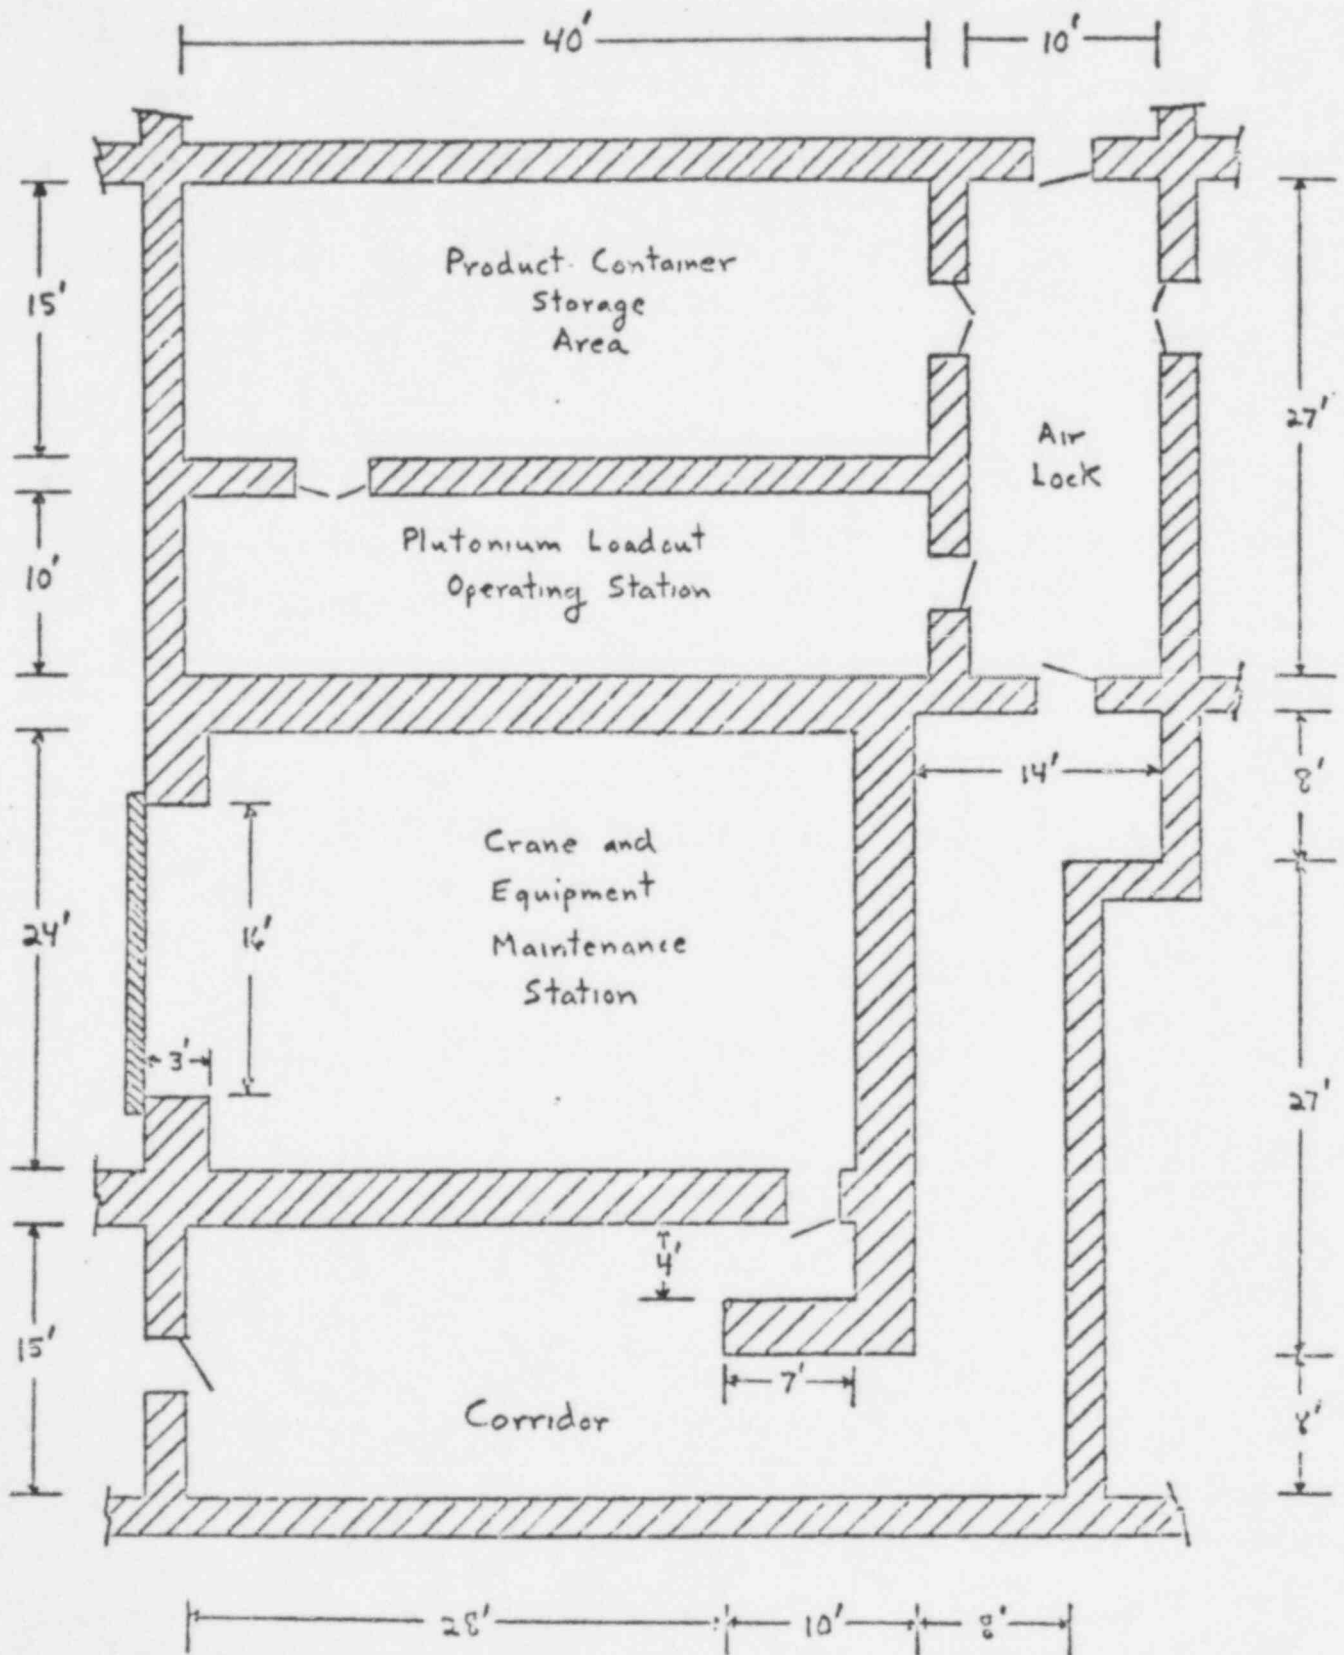 40'
10'
Product Container
Storage
Area
15'
27'
Air
Lock
Plutonium Loadout
Operating Station
10'
14'
8'
Crane and
Equipment
Maintenance
Station
24'
16'
3'
27'
4'
15'
7'
8'
Corridor
28'
10'
8'